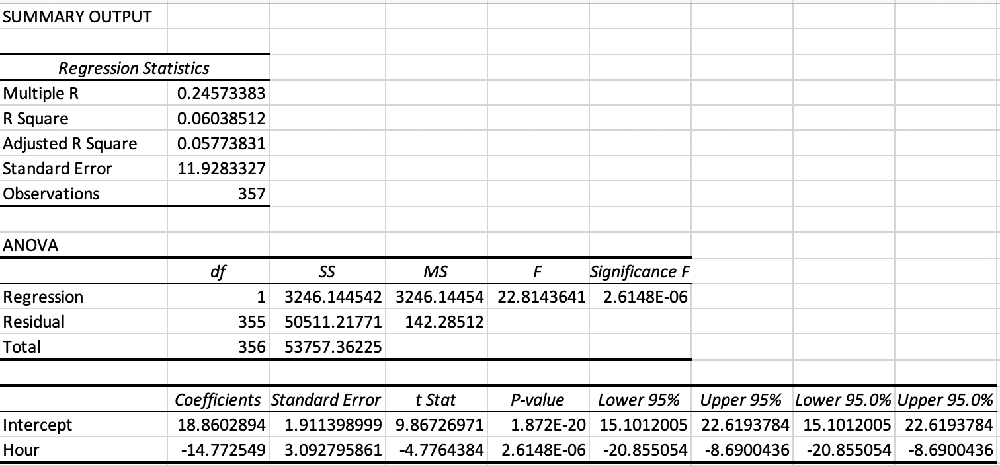 SUMMARY OUTPUT
Regression Statistics
Multiple R 0.24573383
R Square 0.06038512
Adjusted R Square 0.05773831
Standard Error 11.9283327
Observations 357
ANOVA
df SS MS F Significance F
Regression 1 3246.144542 3246.14454 22.8143641 2.6148E-06
Residual 355 50511.21771 142.28512
Total 356 53757.36225
Coefficients Standard Error t Stat P-value Lower 95% Upper 95% Lower 95.0% Upper 95.0%
Intercept 18.8602894 1.911398999 9.86726971 1.872E-20 15.1012005 22.6193784 15.1012005 22.6193784
Hour -14.772549 3.092795861 -4.7764384 2.6148E-06 -20.855054 -8.6900436 -20.855054 -8.6900436